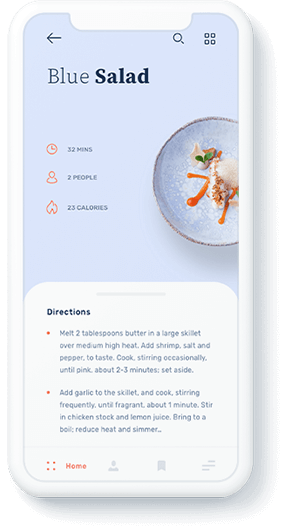 Blue Salad
32 MINS
2 PEOPLE
23 CALORIES
Directions
Melt 2 tablespoons butter in a large skillet
over medium high heat. Add shrimp, salt and
pepper, to taste. Cook, stirring occasionally,
until pink, about 2-3 minutes; set aside.
Add garlic to the skillet, and cook, stirring
frequently, until fragrant, about 1 minute. Stir
in chicken stock and lemon juice. Bring to a
boil; reduce heat and simmer...
Home